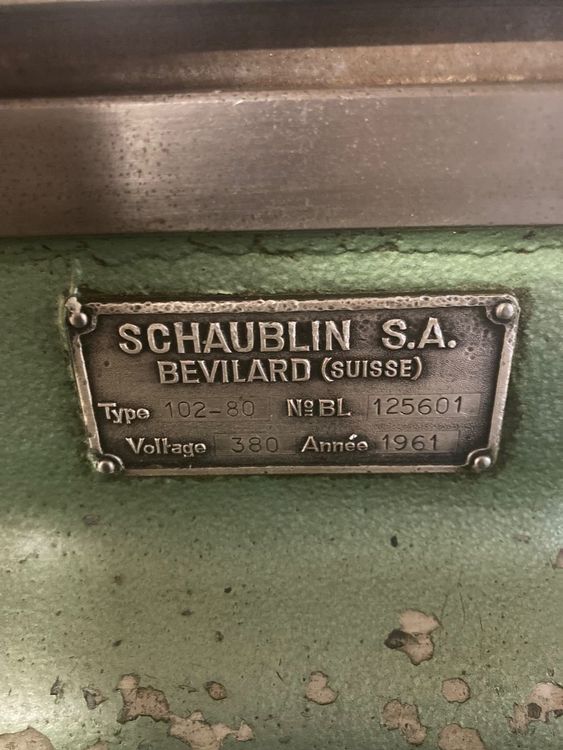 SCHAUBLIN S.A.
BEVILARD (SUISSE)
Type 102-80 № BL 125601
Voltage 380 Année 1961